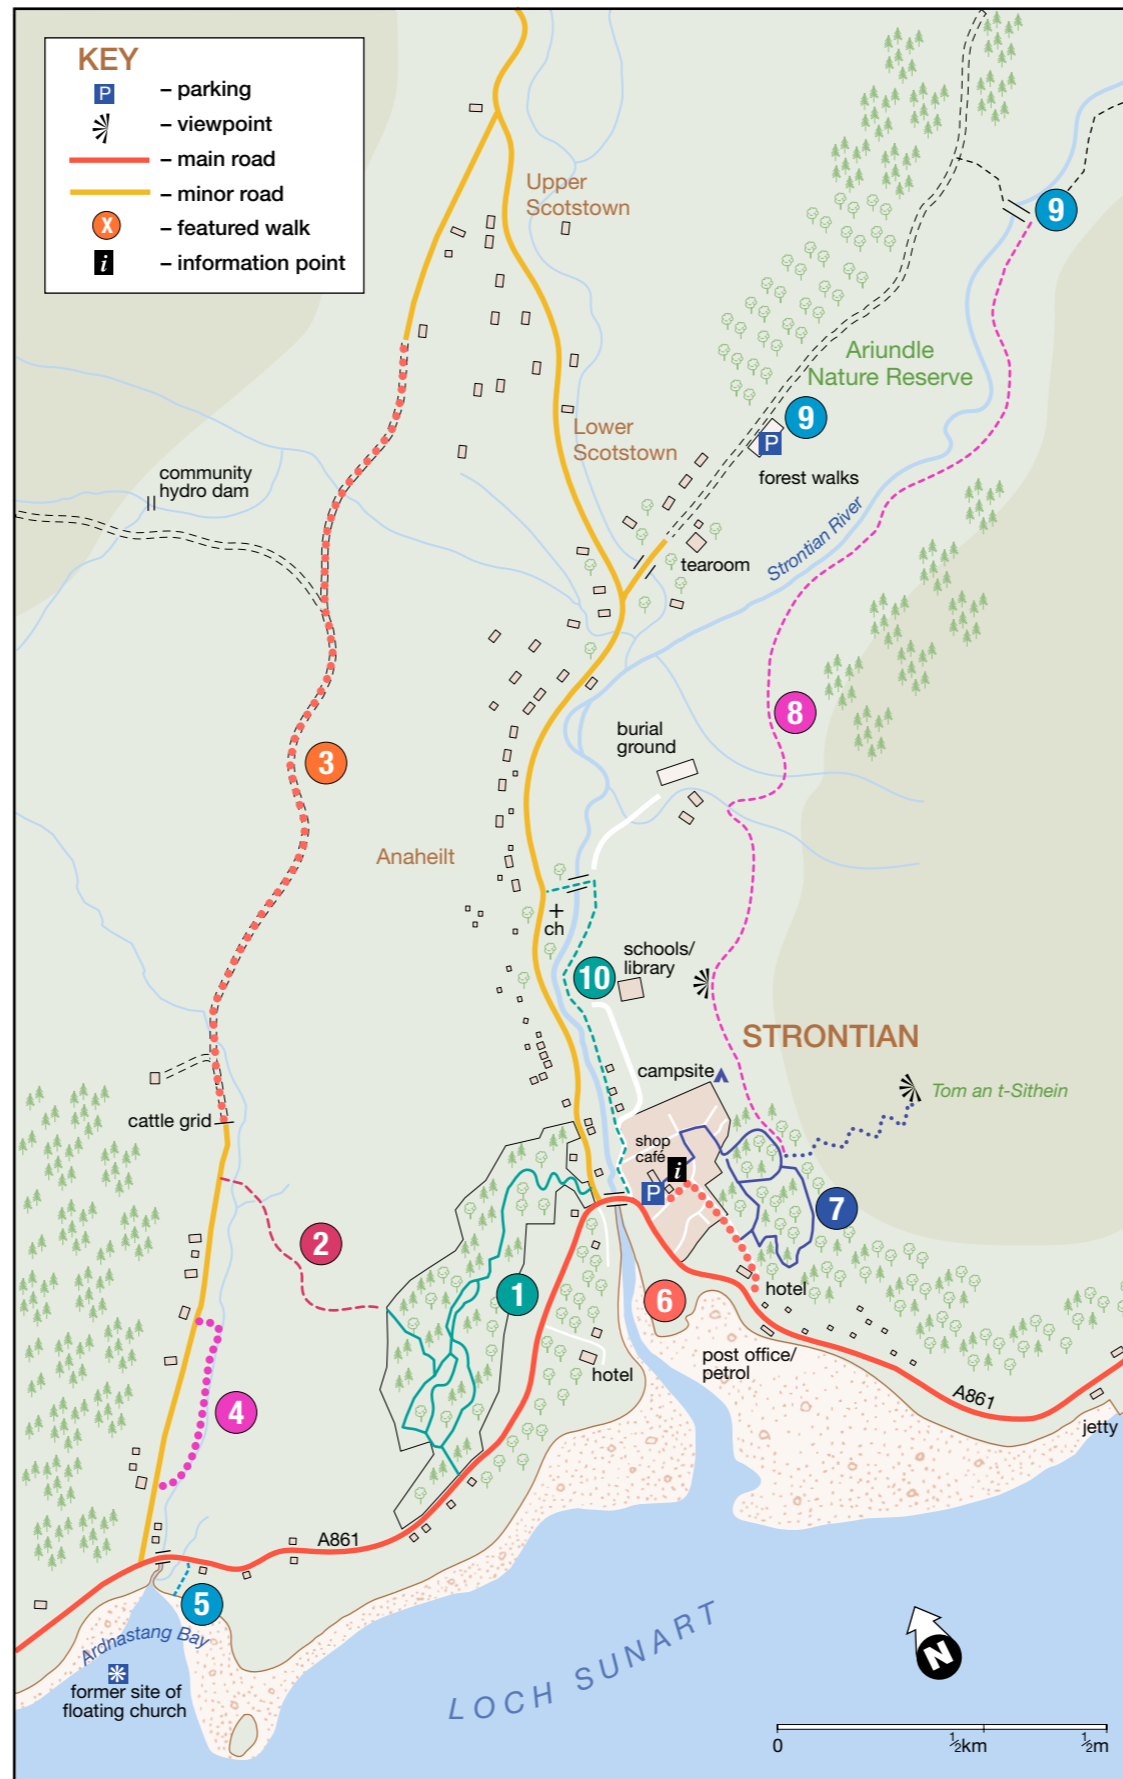 KEY
P – parking
– viewpoint
– main road
– minor road
X – featured walk
i – information point
Upper
Scotstown
9
Ariundle
Nature Reserve
9
P
Lower
Scotstown
forest walks
community
hydro dam
Strontian River
tearoom
8
burial
ground
3
Anaheilt
ch
schools/
library
10
STRONTIAN
campsite
Tom an t-Sithein
cattle grid
shop
café
i
P
7
2
1
6
hotel
post office/
petrol
hotel
A861
jetty
4
A861
5
Ardnastang Bay
former site of
floating church
LOCH SUNART
N
0 ½km ½m